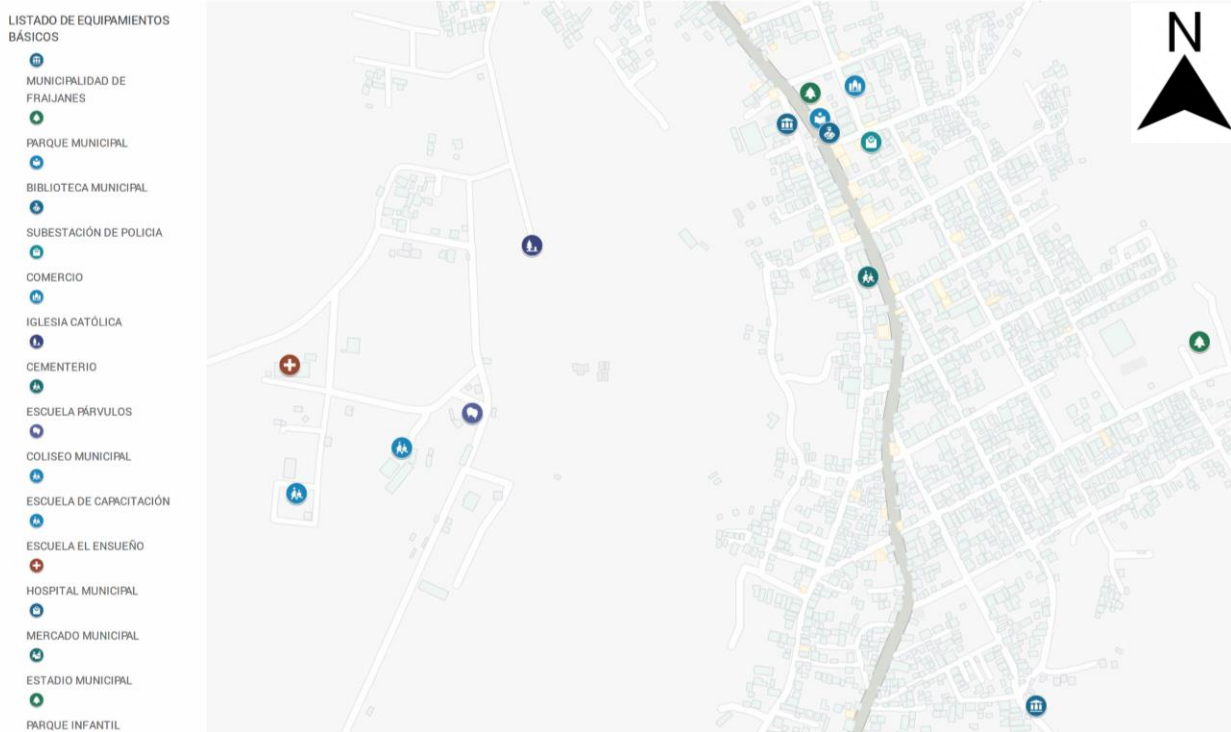 LISTADO DE EQUIPAMIENTOS
BÁSICOS
MUNICIPALIDAD DE
FRAIJANES
PARQUE MUNICIPAL
BIBLIOTECA MUNICIPAL
SUBESTACIÓN DE POLICIA
COMERCIO
IGLESIA CATÓLICA
CEMENTERIO
ESCUELA PÁRVULOS
COLISEO MUNICIPAL
ESCUELA DE CAPACITACIÓN
ESCUELA EL ENSUEÑO
HOSPITAL MUNICIPAL
MERCADO MUNICIPAL
ESTADIO MUNICIPAL
PARQUE INFANTIL
N